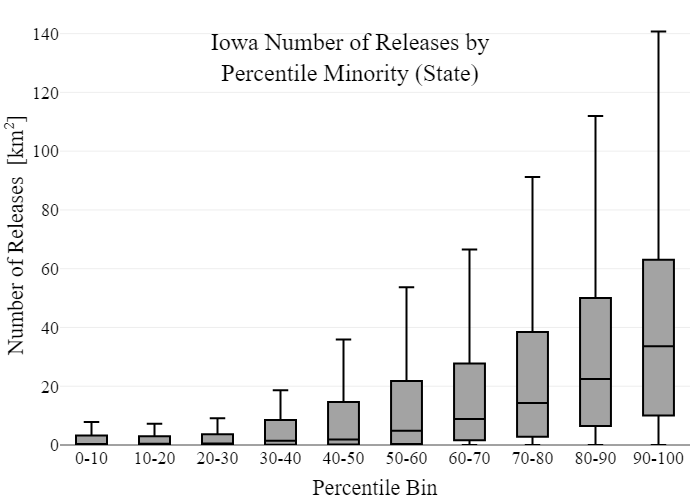 Iowa Number of Releases by
Percentile Minority (State)
Number of Releases [km²]
140
120
100
80
60
40
20
0
0-10 10-20 20-30 30-40 40-50 50-60 60-70 70-80 80-90 90-100
Percentile Bin